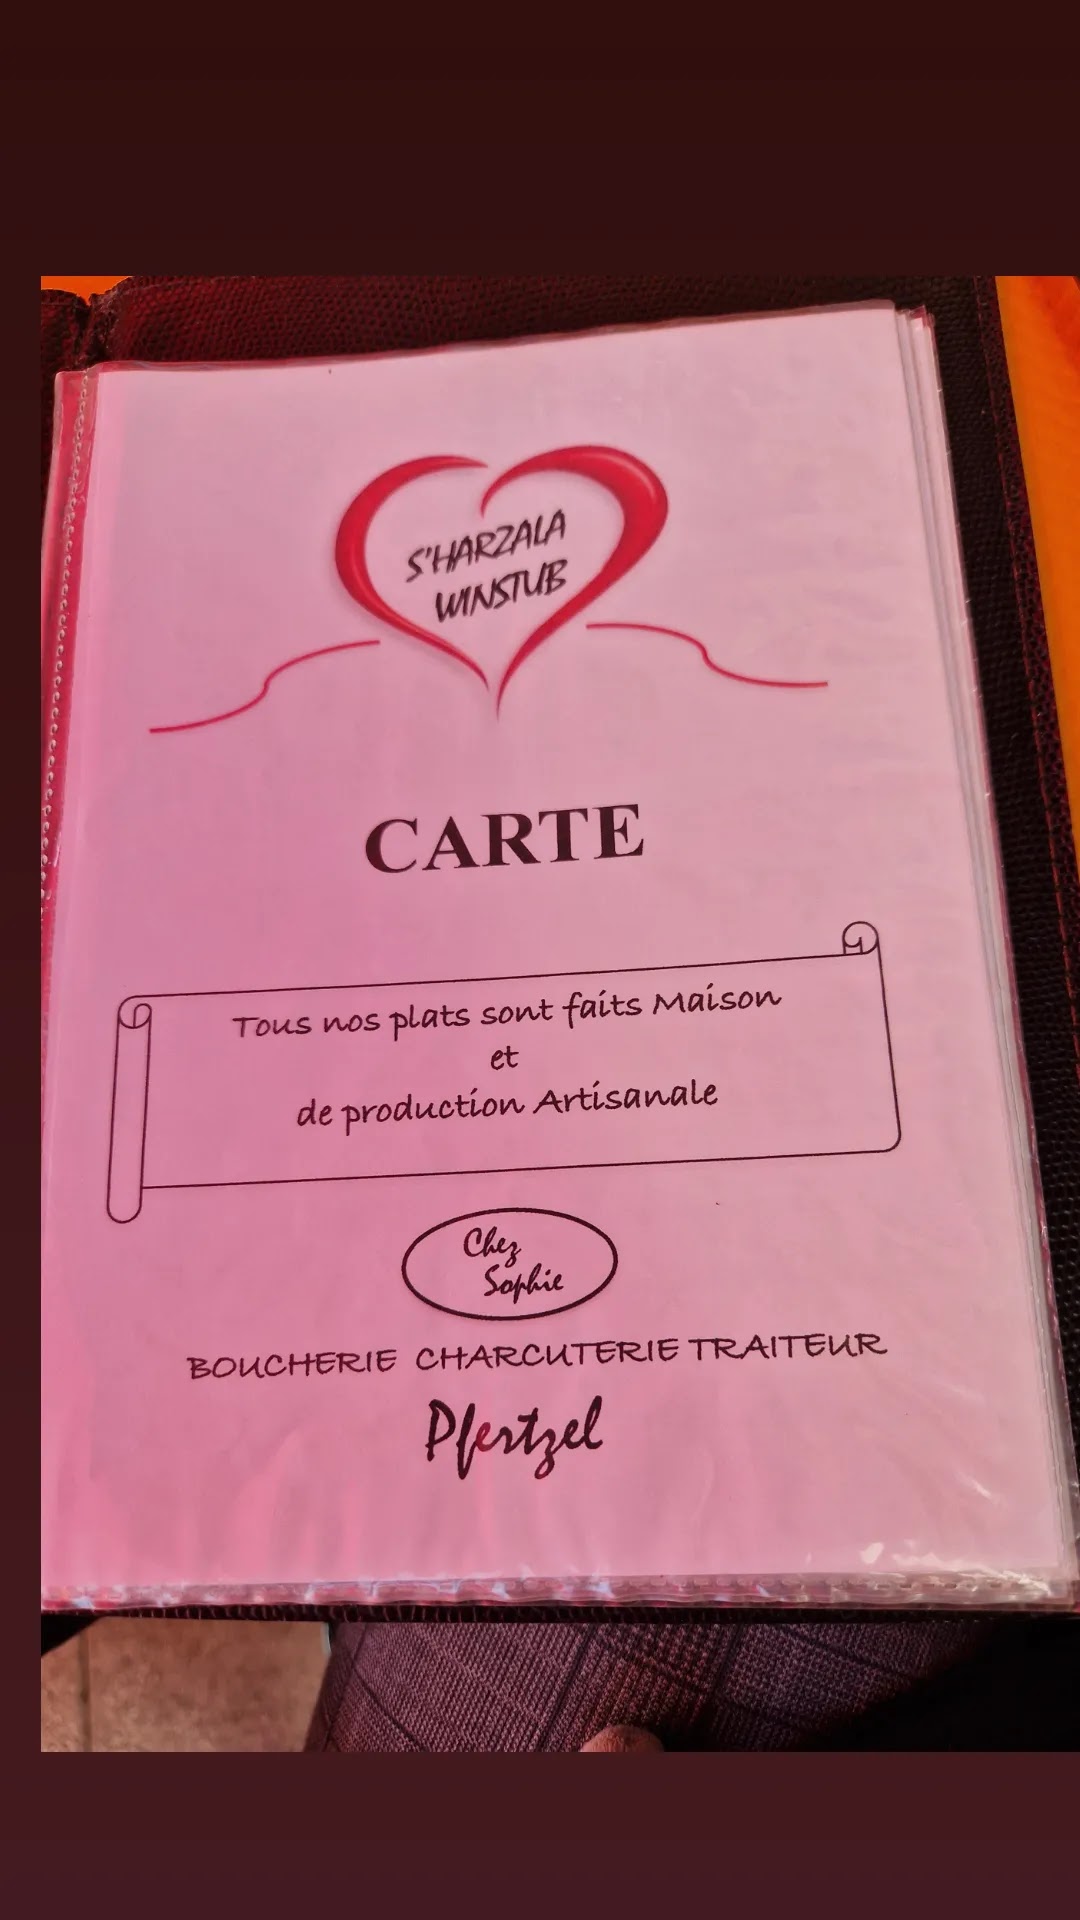 S'HARZALA
WINSTUB
CARTE
Tous nos plats sont faits Maison
et
de production Artisanale
Chez
Sophie
BOUCHERIE CHARCUTERIE TRAITEUR
Pfertzel